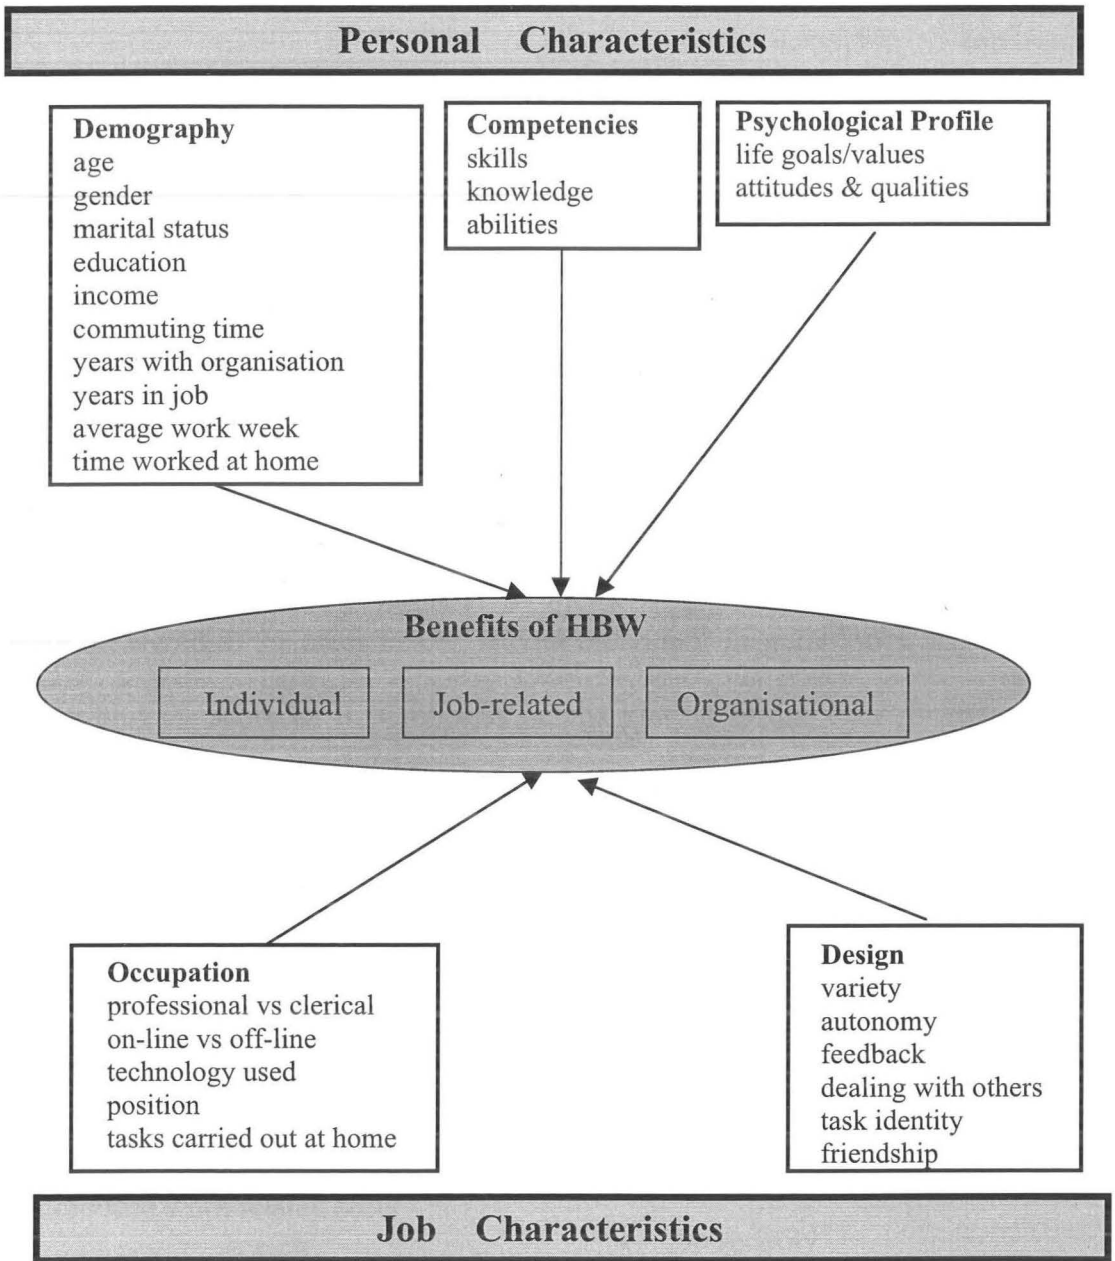 Personal Characteristics
Demography
age
gender
marital status
education
income
commuting time
years with organisation
years in job
average work week
time worked at home
Competencies
skills
knowledge
abilities
Psychological Profile
life goals/values
attitudes & qualities
Benefits of HBW
Individual
Job-related
Organisational
Occupation
professional vs clerical
on-line vs off-line
technology used
position
tasks carried out at home
Design
variety
autonomy
feedback
dealing with others
task identity
friendship
Job Characteristics